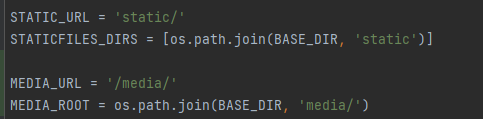 STATIC_URL = 'static/'
STATICFILES_DIRS = [os.path.join(BASE_DIR, 'static')]
MEDIA_URL = '/media/'
MEDIA_ROOT = os.path.join(BASE_DIR, 'media/')